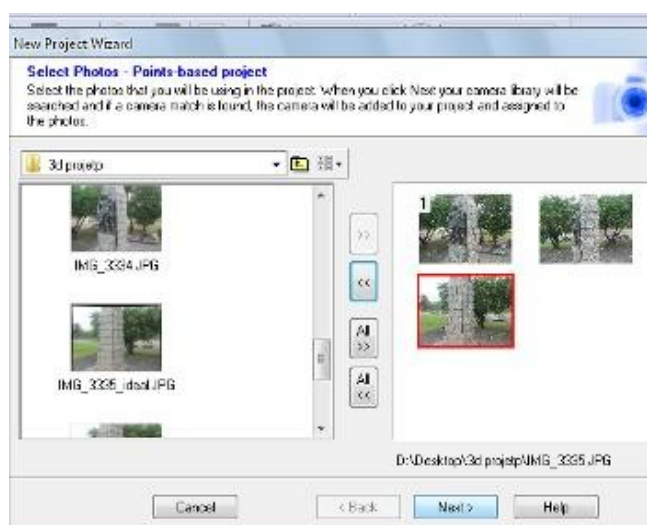 New Project Wizard
Select Photos - Points-based project
Select the photos that you will be using in the project. When you click Next your camera library will be
searched and if a camera match is found, the camera will be added to your project and assigned to
the photos.
3d projetp
IMG_3334.JPG
IMG_3335_ideal.JPG
>>
<<
All
>>
All
<<
1
D:\Desktop\3d projetp\IMG_3335.JPG
Cancel
< Back
Next >
Help